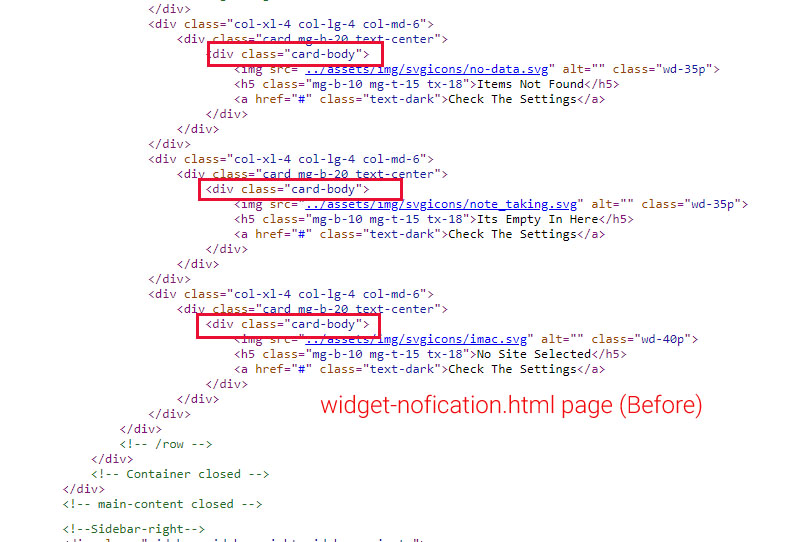 </div>
<div class="col-xl-4 col-lg-4 col-md-6">
<div class="card mg-b-20 text-center">
<div class="card-body">
<img src="../assets/img/svgicons/no-data.svg" alt="" class="wd-35p">
<h5 class="mg-b-10 mg-t-15 tx-18">Items Not Found</h5>
<a href="#" class="text-dark">Check The Settings</a>
</div>
</div>
</div>
<div class="col-xl-4 col-lg-4 col-md-6">
<div class="card mg-b-20 text-center">
<div class="card-body">
<img src="../assets/img/svgicons/note_taking.svg" alt="" class="wd-35p">
<h5 class="mg-b-10 mg-t-15 tx-18">Its Empty In Here</h5>
<a href="#" class="text-dark">Check The Settings</a>
</div>
</div>
</div>
<div class="col-xl-4 col-lg-4 col-md-6">
<div class="card mg-b-20 text-center">
<div class="card-body">
<img src="../assets/img/svgicons/imac.svg" alt="" class="wd-40p">
<h5 class="mg-b-10 mg-t-15 tx-18">No Site Selected</h5>
<a href="#" class="text-dark">Check The Settings</a>
</div>
</div>
</div>
widget-nofication.html page (Before)
</div>
<!-- /row -->
</div>
<!-- Container closed -->
</div>
<!-- main-content closed -->
<!--Sidebar-right-->